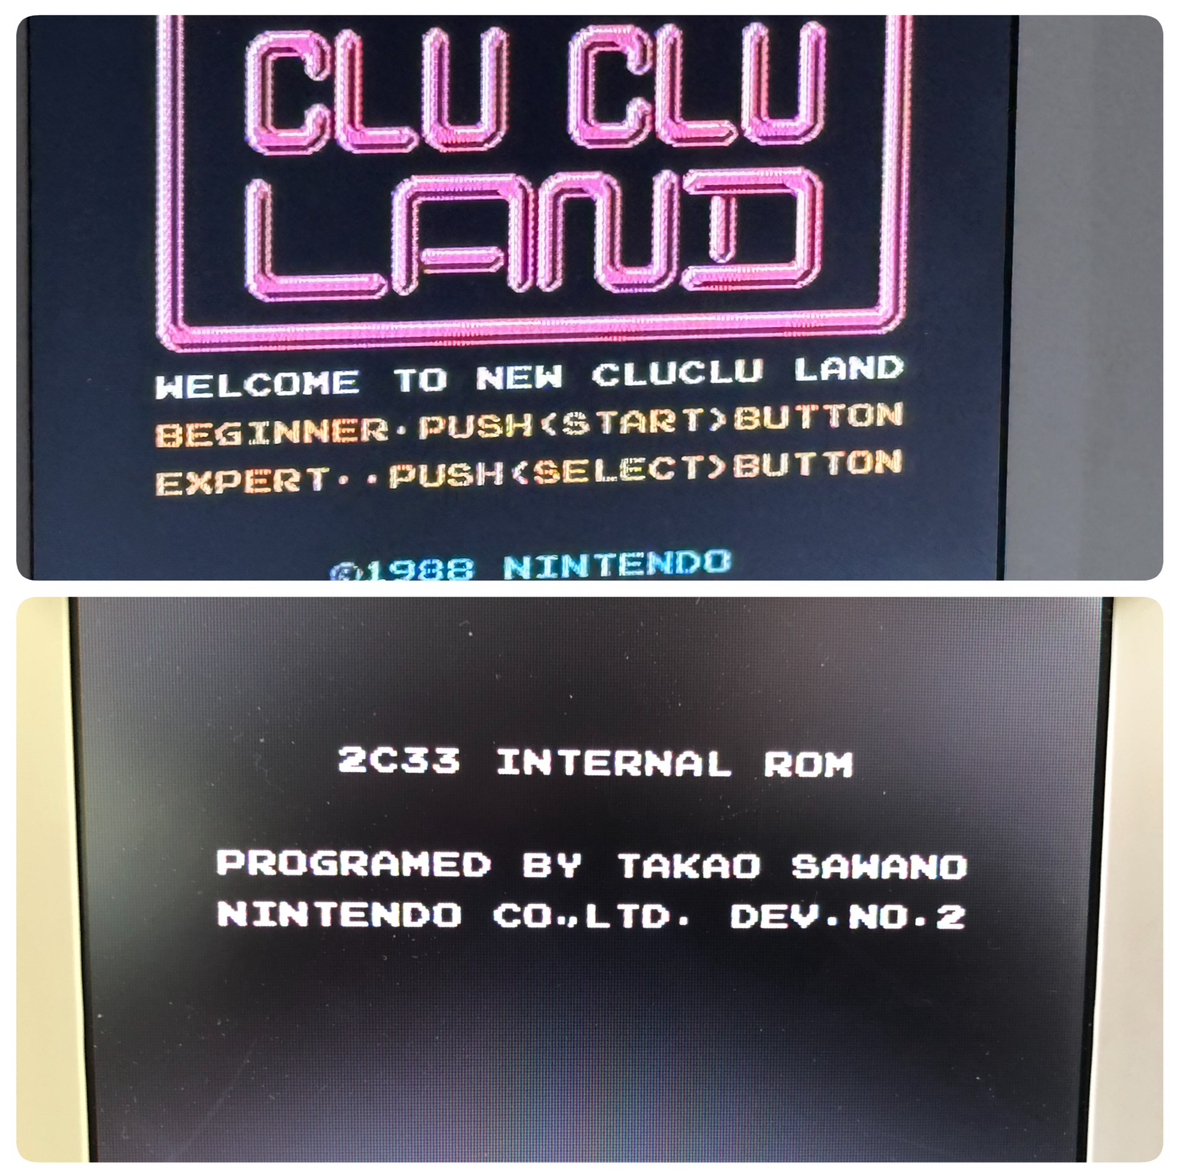 CLU CLU
LAND
WELCOME TO NEW CLUCLU LAND
BEGINNER·PUSH<START>BUTTON
EXPERT··PUSH<SELECT>BUTTON
©1988 NINTENDO
2C33 INTERNAL ROM
PROGRAMED BY TAKAO SAWANO
NINTENDO CO.,LTD. DEV.NO.2